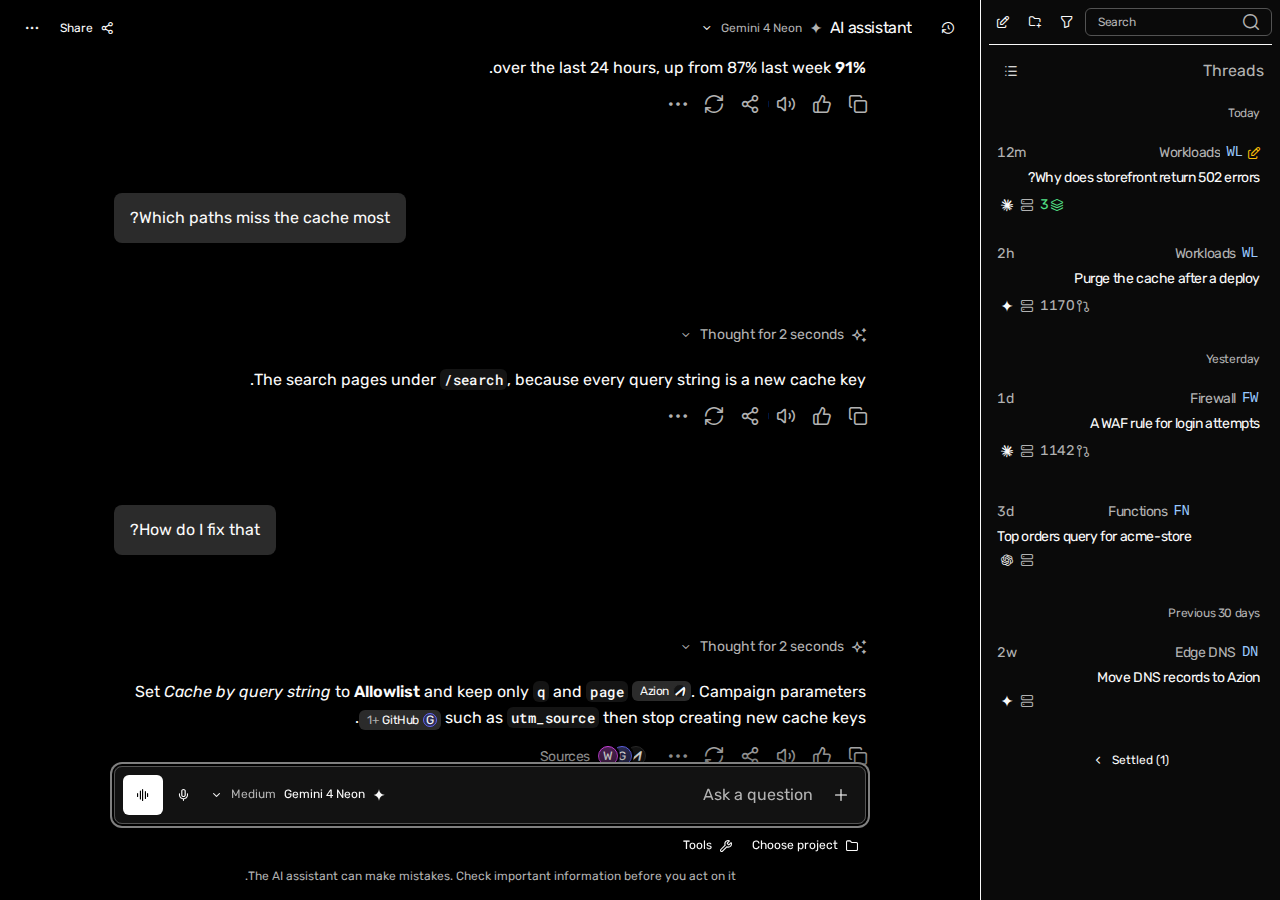 Share
Gemini 4 Neon
AI assistant
.over the last 24 hours, up from 87% last week 91%
?Which paths miss the cache most
Thought for 2 seconds
.The search pages under /search, because every query string is a new cache key
?How do I fix that
Thought for 2 seconds
Set Cache by query string to Allowlist and keep only q and page Azion. Campaign parameters
.1+ GitHub G such as utm_source then stop creating new cache keys
Sources W G
Medium Gemini 4 Neon
Ask a question
Tools
Choose project
.The AI assistant can make mistakes. Check important information before you act on it
Search
Threads
Today
12m Workloads WL
?Why does storefront return 502 errors
3
2h Workloads WL
Purge the cache after a deploy
1170
Yesterday
1d Firewall FW
A WAF rule for login attempts
1142
3d Functions FN
Top orders query for acme-store
Previous 30 days
2w Edge DNS DN
Move DNS records to Azion
Settled (1)